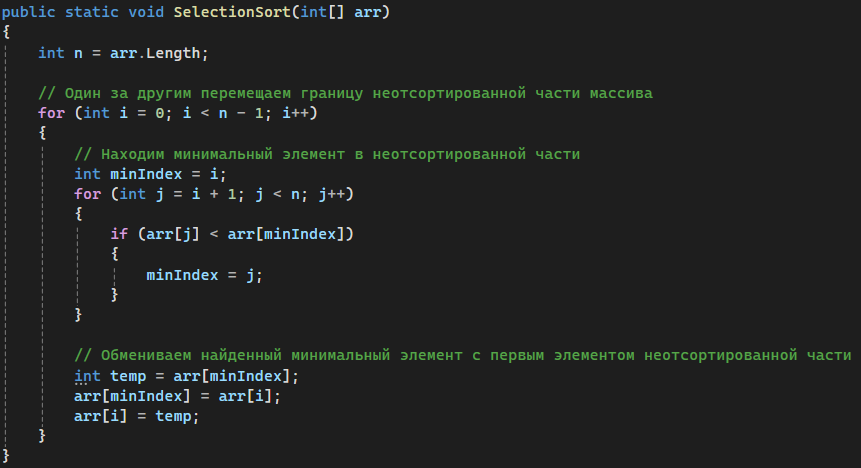 public static void SelectionSort(int[] arr)
{
    int n = arr.Length;

    // Один за другим перемещаем границу неотсортированной части массива
    for (int i = 0; i < n - 1; i++)
    {
        // Находим минимальный элемент в неотсортированной части
        int minIndex = i;
        for (int j = i + 1; j < n; j++)
        {
            if (arr[j] < arr[minIndex])
            {
                minIndex = j;
            }
        }

        // Обмениваем найденный минимальный элемент с первым элементом неотсортированной части
        int temp = arr[minIndex];
        arr[minIndex] = arr[i];
        arr[i] = temp;
    }
}